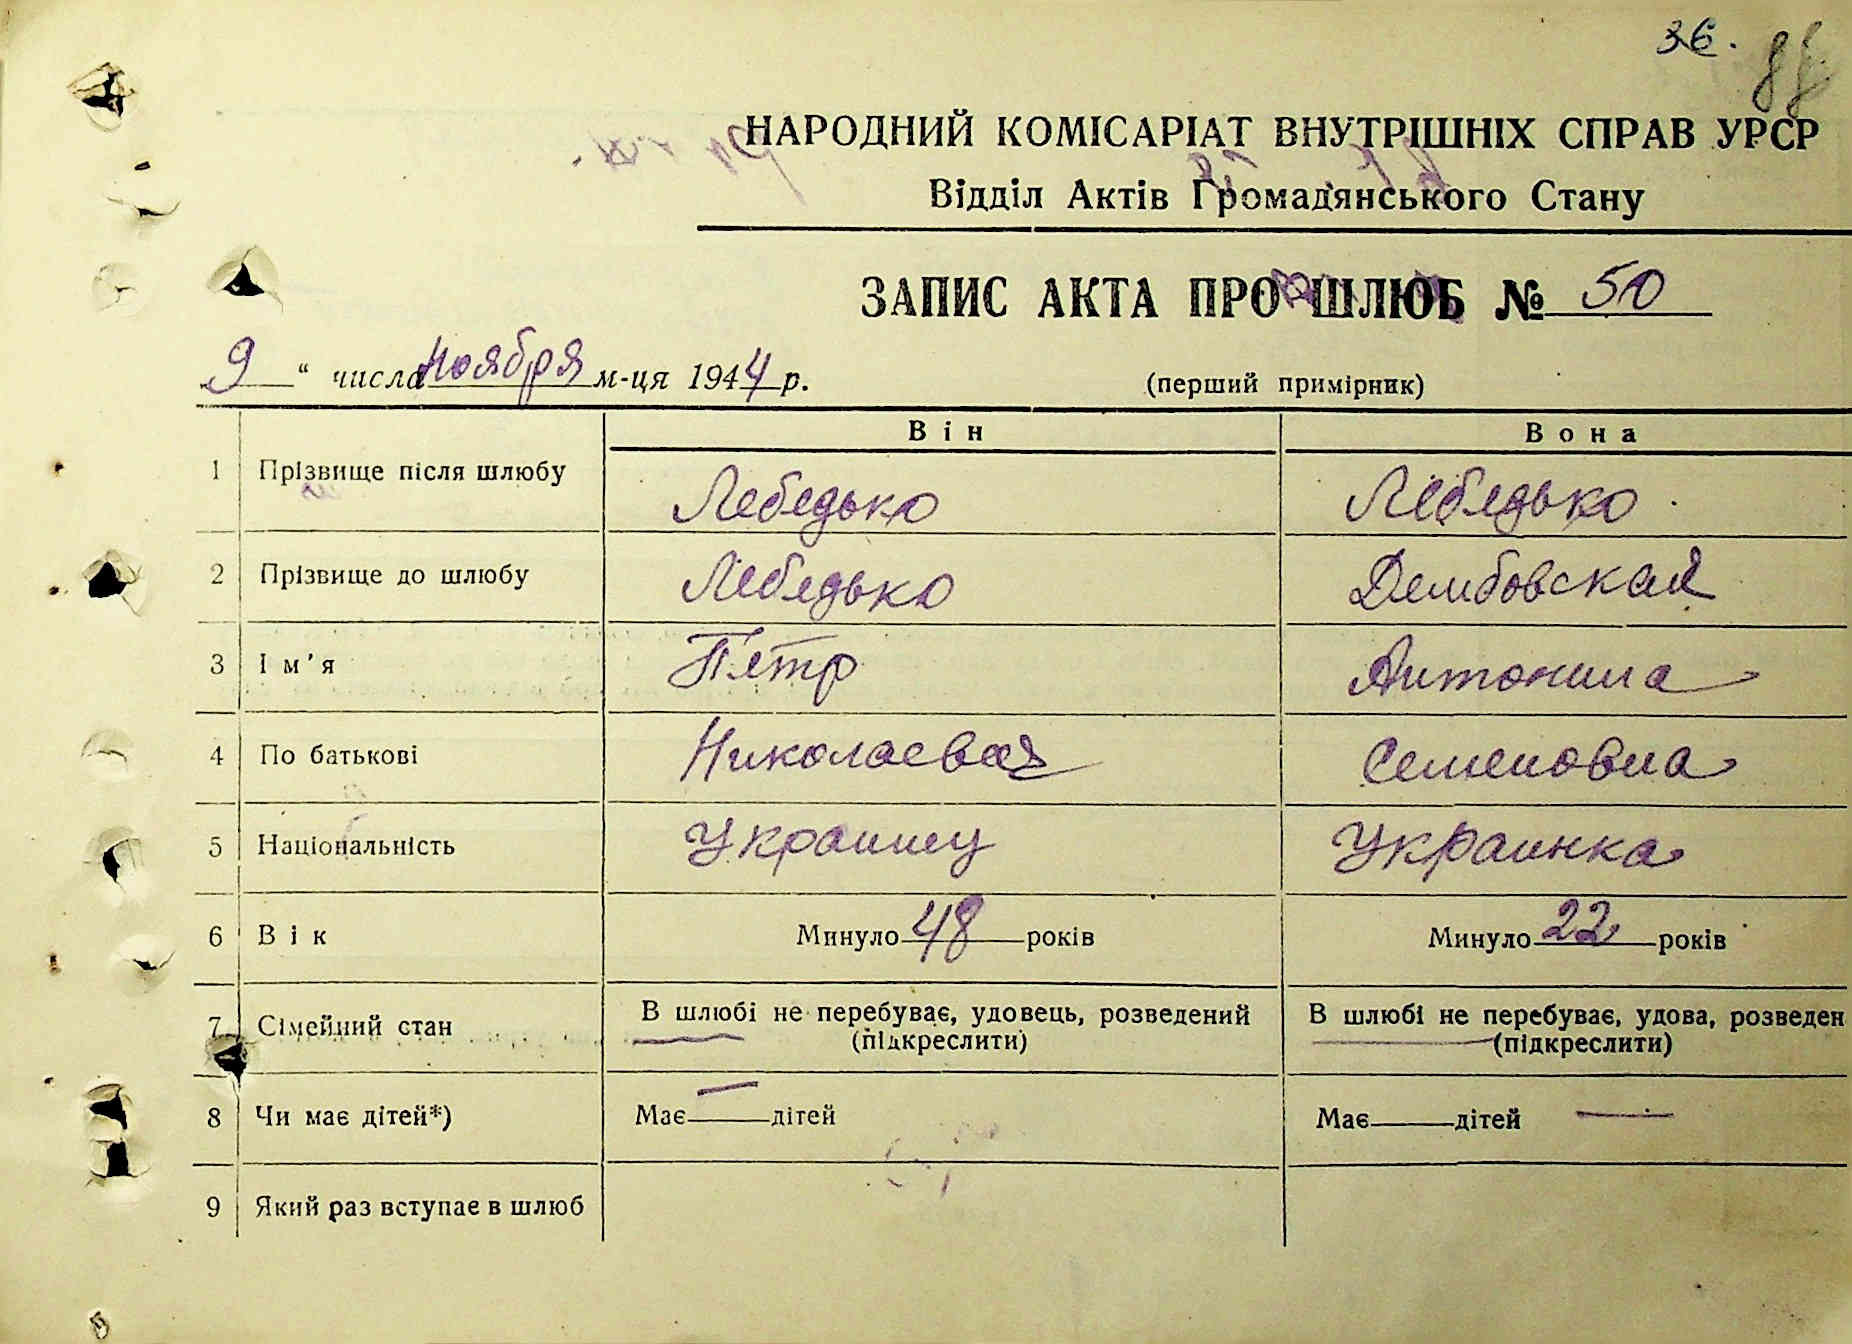 36.
НАРОДНИЙ КОМІСАРІАТ ВНУТРІШНІХ СПРАВ УРСР
Відділ Актів Громадянського Стану
ЗАПИС АКТА ПРО ШЛЮБ № 50
9 “ числа ноября м-ця 1944 р.
(перший примірник)
Він Вона
1 Прізвище після шлюбу Лебедько Лебедько
2 Прізвище до шлюбу Лебедько Дембовская
3 Ім'я Петр Антонина
4 По батькові Николаевич Семеновна
5 Національність Украинец Украинка
6 Вік Минуло 48 років Минуло 22 років
7 Сімейний стан В шлюбі не перебуває, удовець, розведений В шлюбі не перебуває, удова, розведен
(підкреслити) (підкреслити)
8 Чи має дітей*) Має — дітей Має — дітей —
9 Який раз вступає в шлюб